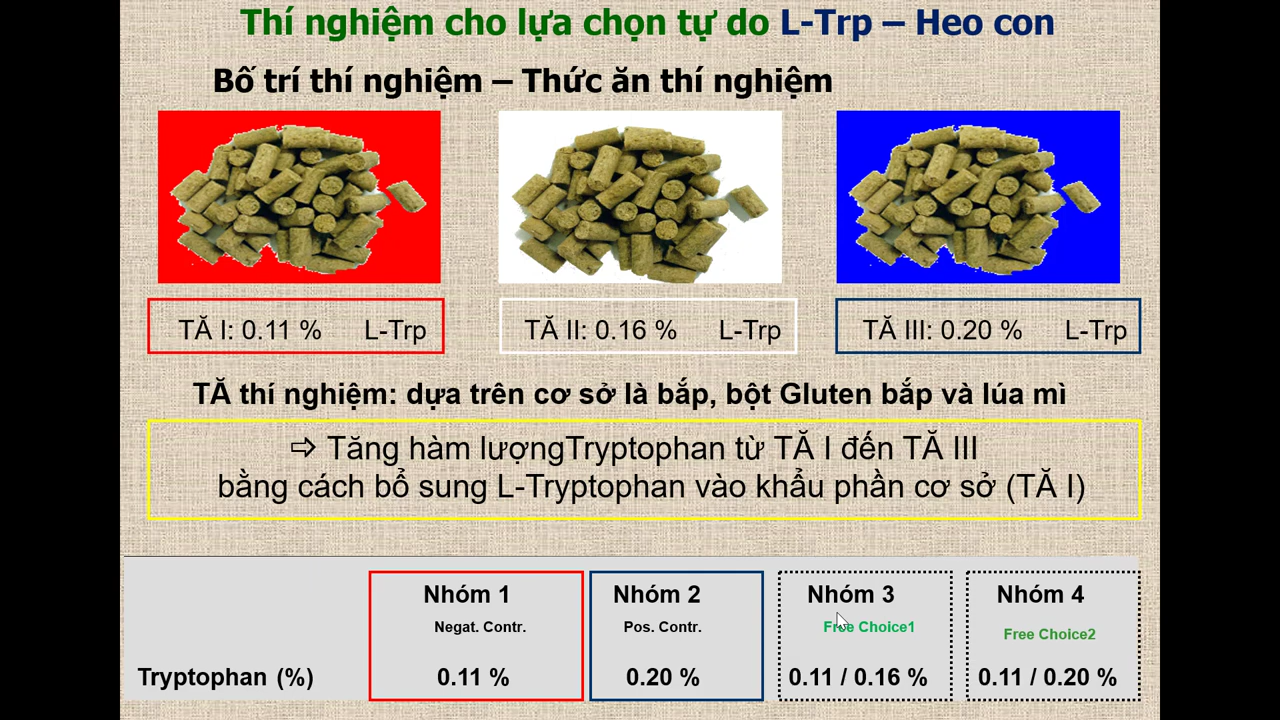 Thí nghiệm cho lựa chọn tự do L-Trp – Heo con
Bố trí thí nghiệm – Thức ăn thí nghiệm
TĂ I: 0.11 % L-Trp
TĂ II: 0.16 % L-Trp
TĂ III: 0.20 % L-Trp
TĂ thí nghiệm: dựa trên cơ sở là bắp, bột Gluten bắp và lúa mì
⇨ Tăng hàm lượngTryptophan từ TĂ I đến TĂ III
bằng cách bổ sung L-Tryptophan vào khẩu phần cơ sở (TĂ I)
Nhóm 1 Nhóm 2 Nhóm 3 Nhóm 4
Negat. Contr. Pos. Contr. Free Choice1 Free Choice2
Tryptophan (%) 0.11 % 0.20 % 0.11 / 0.16 % 0.11 / 0.20 %